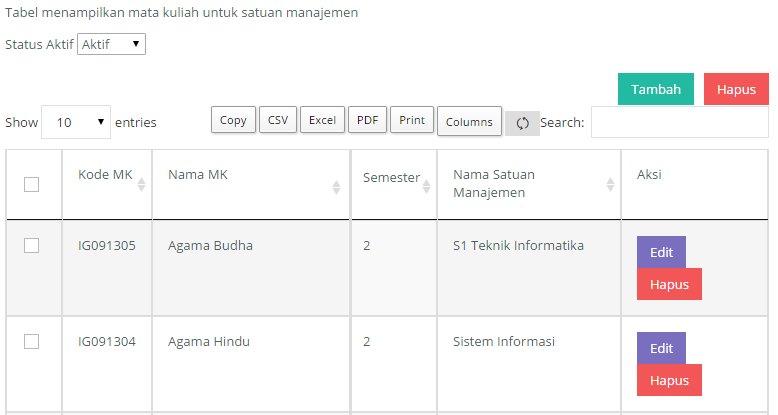 Tabel menampilkan mata kuliah untuk satuan manajemen
Status Aktif Aktif
Tambah Hapus
Show 10 entries Copy CSV Excel PDF Print Columns Search:
Kode MK Nama MK Semester Nama Satuan Manajemen Aksi
IG091305 Agama Budha 2 S1 Teknik Informatika Edit
Hapus
IG091304 Agama Hindu 2 Sistem Informasi Edit
Hapus